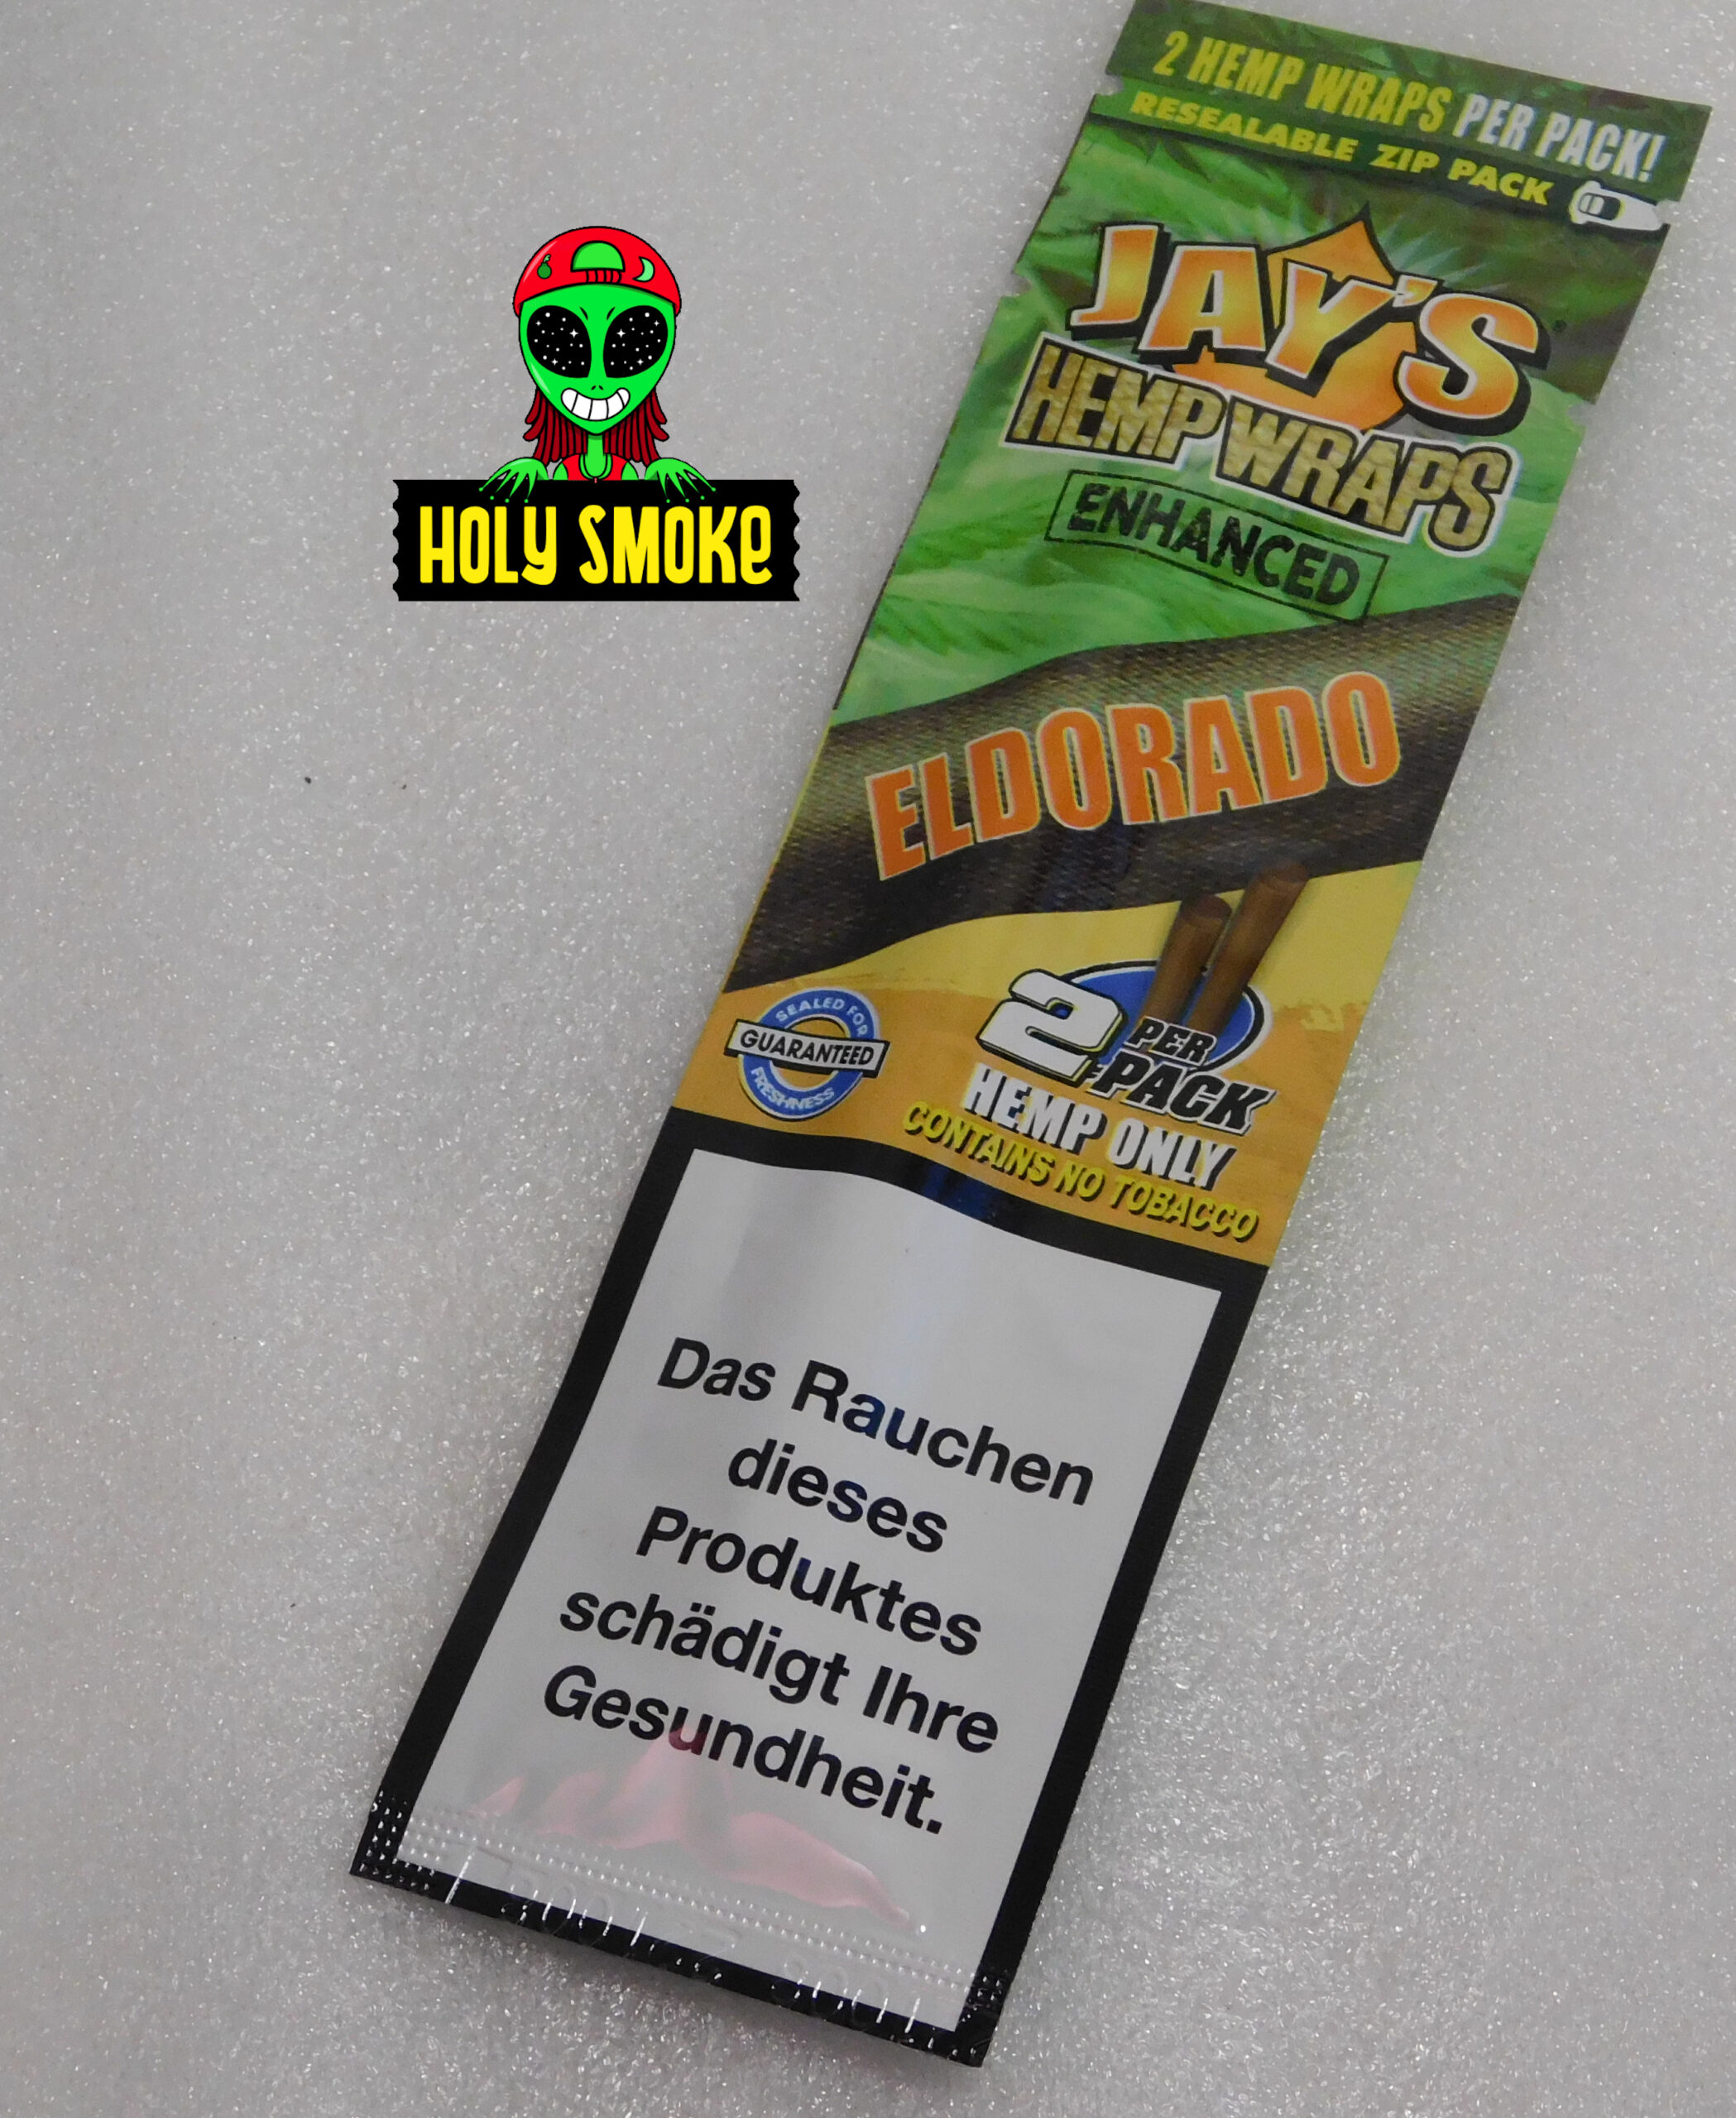 2 HEMP WRAPS PER PACK!
RESEALABLE ZIP PACK
JAY'S
HEMP WRAPS
ENHANCED
HOLY SMOKE
ELDORADO
SEALED FOR
GUARANTEED
FRESHNESS
2 PER
PACK
HEMP ONLY
CONTAINS NO TOBACCO
Das Rauchen
dieses
Produktes
schädigt Ihre
Gesundheit.